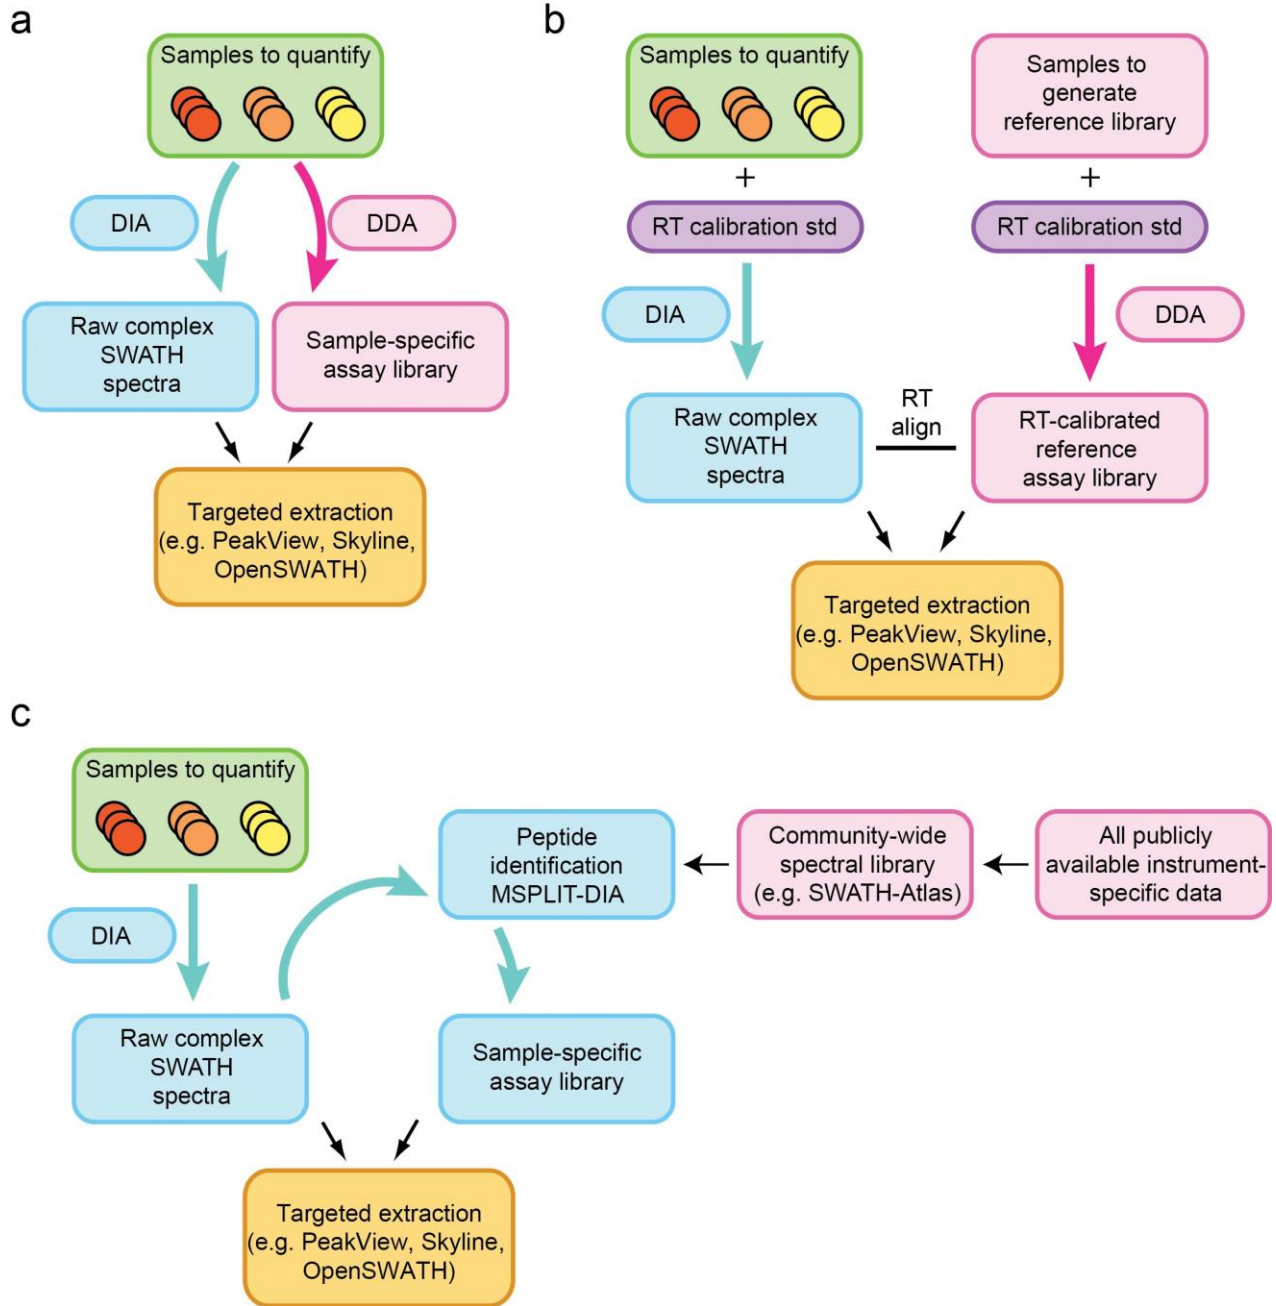 a
Samples to quantify
DIA
DDA
Raw complex
SWATH
spectra
Sample-specific
assay library
Targeted extraction
(e.g. PeakView, Skyline,
OpenSWATH)
b
Samples to quantify
+
RT calibration std
DIA
Raw complex
SWATH
spectra
Samples to
generate
reference library
+
RT calibration std
DDA
RT
align
RT-calibrated
reference
assay library
Targeted extraction
(e.g. PeakView, Skyline,
OpenSWATH)
c
Samples to quantify
DIA
Raw complex
SWATH
spectra
Peptide
identification
MSPLIT-DIA
Community-wide
spectral library
(e.g. SWATH-Atlas)
All publicly
available instrument-
specific data
Sample-specific
assay library
Targeted extraction
(e.g. PeakView, Skyline,
OpenSWATH)